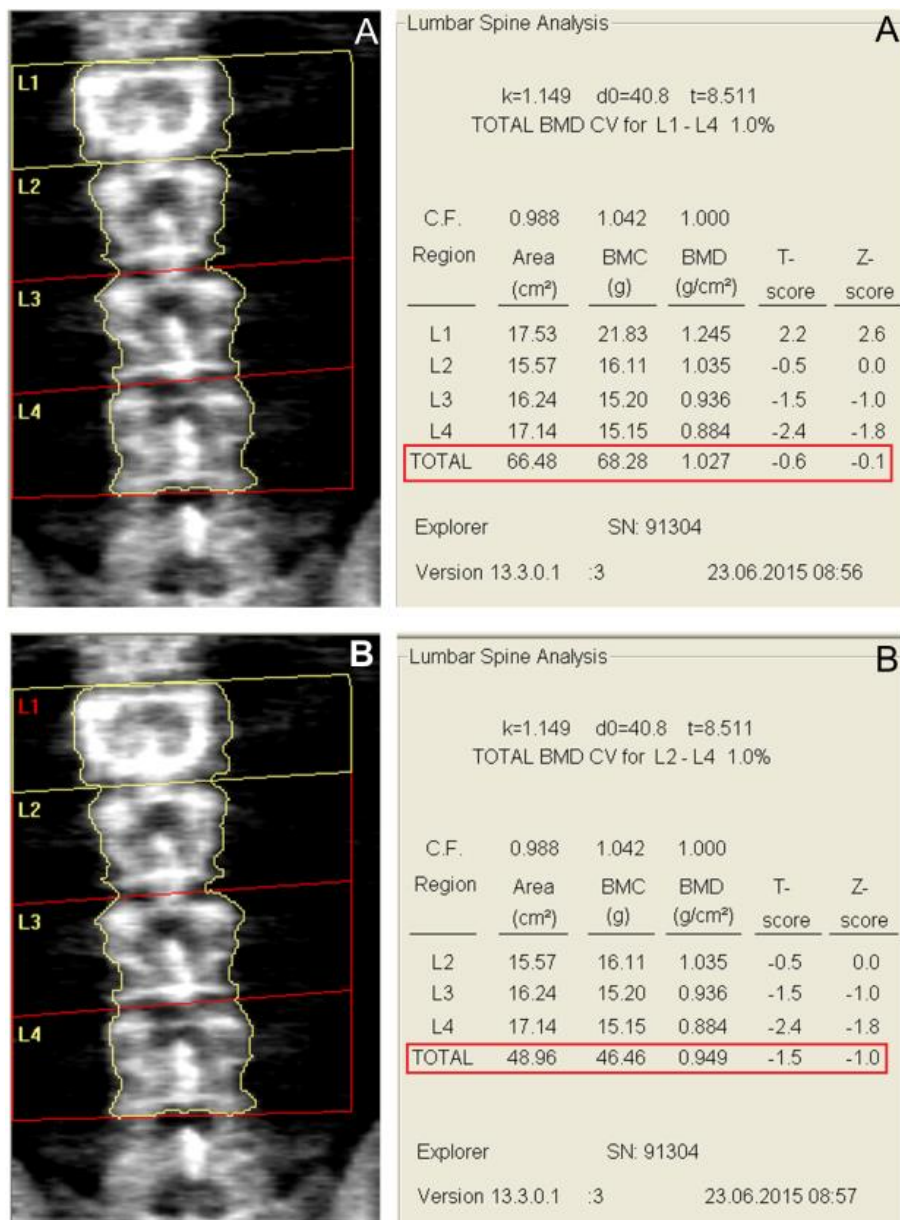 A
L1
L2
L3
L4
Lumbar Spine Analysis
A
k=1.149 d0=40.8 t=8.511
TOTAL BMD CV for L1 - L4 1.0%
C.F. 0.988 1.042 1.000
Region Area BMC BMD T- Z-
(cm²) (g) (g/cm²) score score
L1 17.53 21.83 1.245 2.2 2.6
L2 15.57 16.11 1.035 -0.5 0.0
L3 16.24 15.20 0.936 -1.5 -1.0
L4 17.14 15.15 0.884 -2.4 -1.8
TOTAL 66.48 68.28 1.027 -0.6 -0.1
Explorer SN: 91304
Version 13.3.0.1 :3 23.06.2015 08:56
B
L1
L2
L3
L4
Lumbar Spine Analysis
B
k=1.149 d0=40.8 t=8.511
TOTAL BMD CV for L2 - L4 1.0%
C.F. 0.988 1.042 1.000
Region Area BMC BMD T- Z-
(cm²) (g) (g/cm²) score score
L2 15.57 16.11 1.035 -0.5 0.0
L3 16.24 15.20 0.936 -1.5 -1.0
L4 17.14 15.15 0.884 -2.4 -1.8
TOTAL 48.96 46.46 0.949 -1.5 -1.0
Explorer SN: 91304
Version 13.3.0.1 :3 23.06.2015 08:57